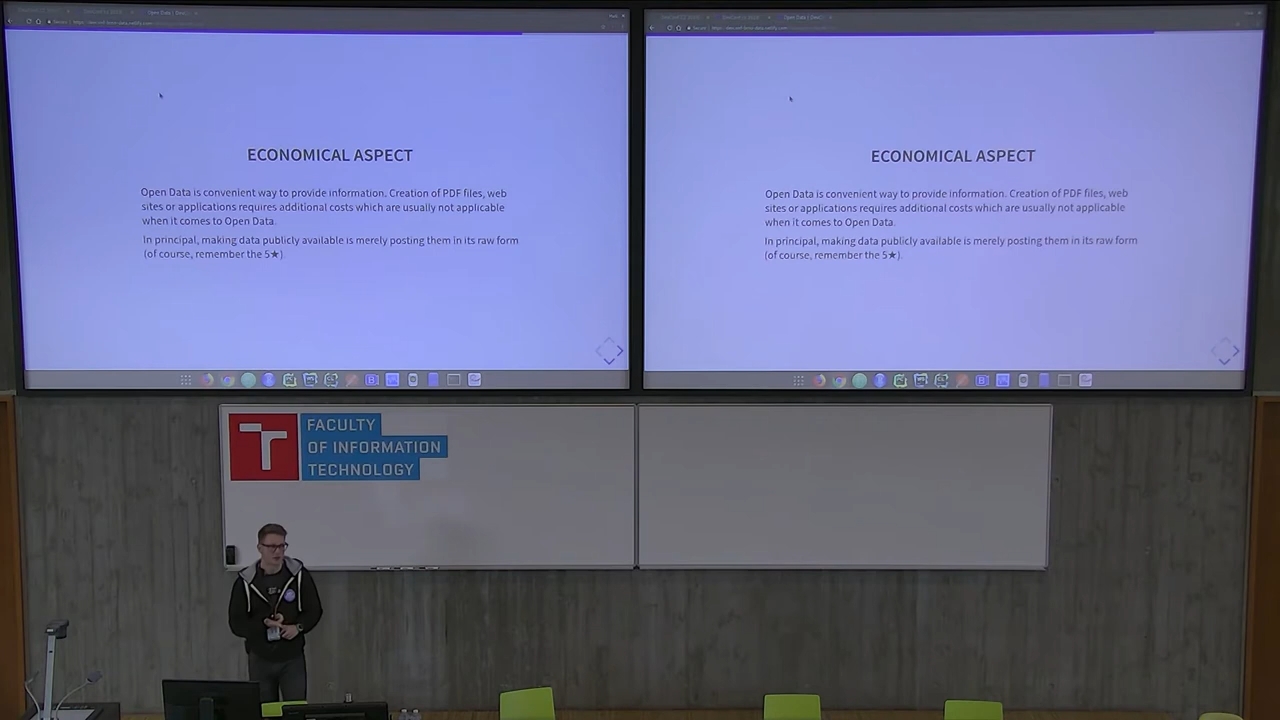 ECONOMICAL ASPECT
Open Data is convenient way to provide information. Creation of PDF files, web
sites or applications requires additional costs which are usually not applicable
when it comes to Open Data.
In principal, making data publicly available is merely posting them in its raw form
(of course, remember the 5★).
ECONOMICAL ASPECT
Open Data is convenient way to provide information. Creation of PDF files, web
sites or applications requires additional costs which are usually not applicable
when it comes to Open Data.
In principal, making data publicly available is merely posting them in its raw form
(of course, remember the 5★).
FACULTY
OF INFORMATION
TECHNOLOGY